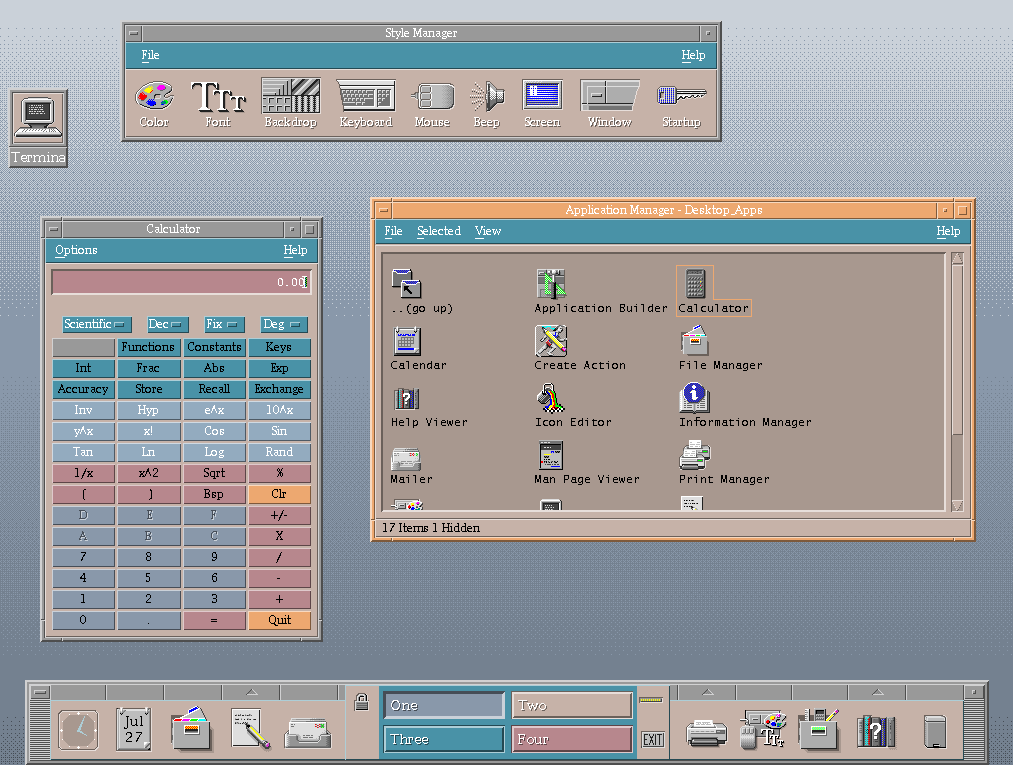 Style Manager
File Help
Color Font Backdrop Keyboard Mouse Beep Screen Window Startup
Termina
Application Manager - Desktop_Apps
File Selected View Help
..(go up) Application Builder Calculator
Calendar Create Action File Manager
Help Viewer Icon Editor Information Manager
Mailer Man Page Viewer Print Manager
17 Items 1 Hidden
Calculator
Options Help
0.00
Scientific Dec Fix Deg
Functions Constants Keys
Int Frac Abs Exp
Accuracy Store Recall Exchange
Inv Hyp e^x 10^x
y^x x! Cos Sin
Tan Ln Log Rand
1/x x^2 Sqrt %
( ) Bsp Clr
D E F +/-
A B C X
7 8 9 /
4 5 6 -
1 2 3 +
0 . = Quit
Jul
27
One Two
Three Four
EXIT